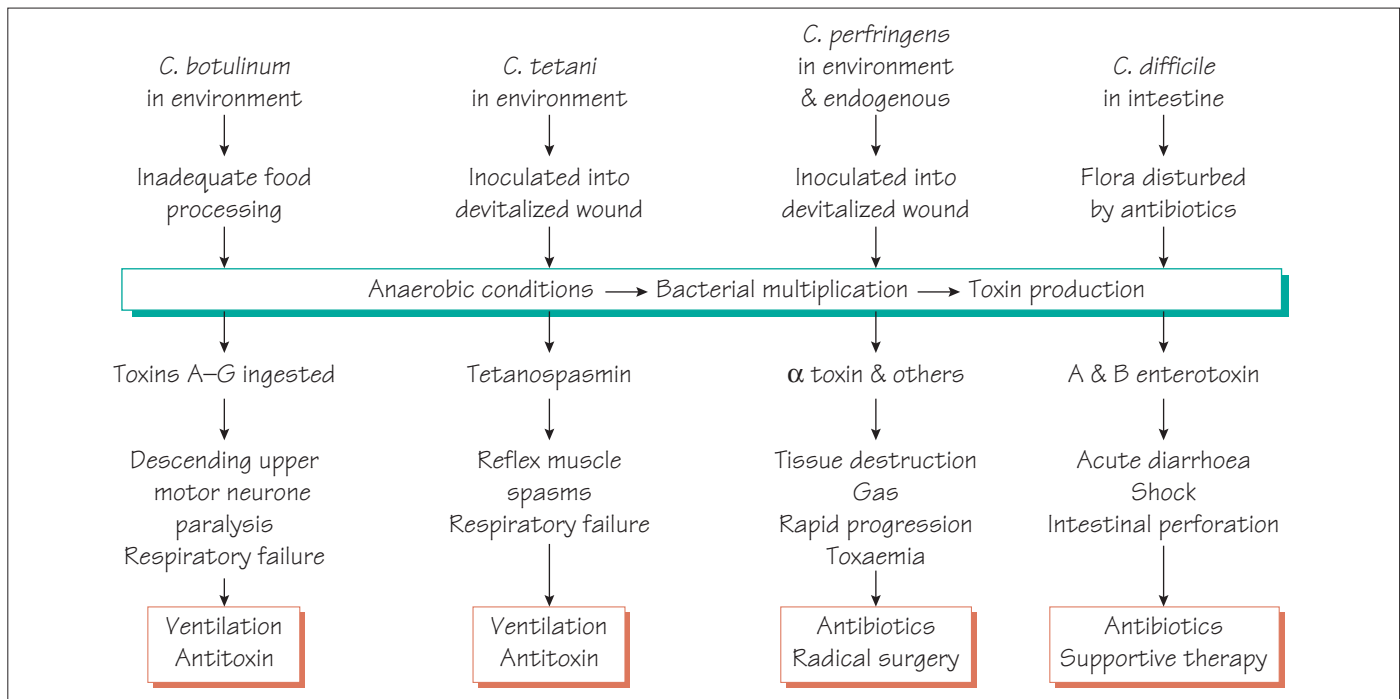 C. botulinum
in environment
C. tetani
in environment
C. perfringens
in environment
& endogenous
C. difficile
in intestine
Inadequate food
processing
Inoculated into
devitalized wound
Inoculated into
devitalized wound
Flora disturbed
by antibiotics
Anaerobic conditions → Bacterial multiplication → Toxin production
Toxins A–G ingested
Tetanospasmin
α toxin & others
A & B enterotoxin
Descending upper
motor neurone
paralysis
Respiratory failure
Reflex muscle
spasms
Respiratory failure
Tissue destruction
Gas
Rapid progression
Toxaemia
Acute diarrhoea
Shock
Intestinal perforation
Ventilation
Antitoxin
Ventilation
Antitoxin
Antibiotics
Radical surgery
Antibiotics
Supportive therapy